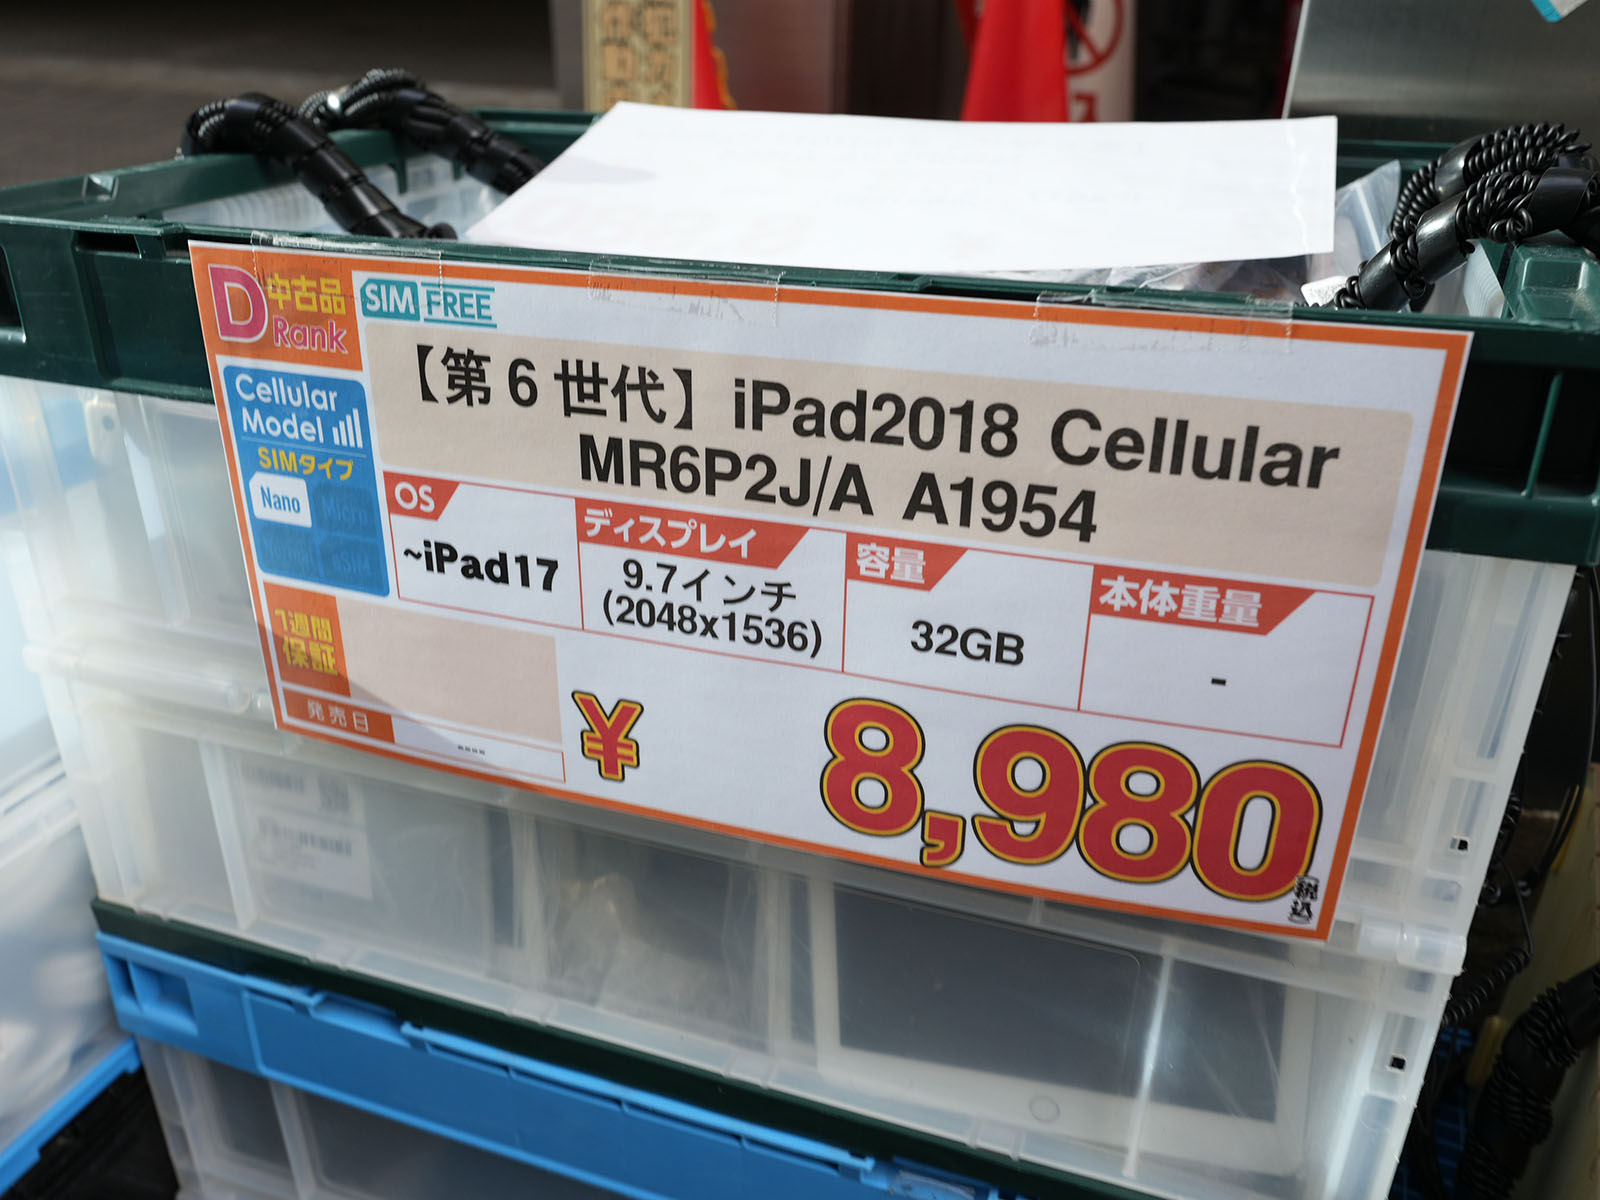 D 中古品
Rank
SIM FREE
【第6世代】iPad2018 Cellular
MR6P2J/A A1954
Cellular
Model
SIMタイプ
Nano Micro
eSIM
OS
~iPad17
ディスプレイ
9.7インチ
(2048x1536)
容量
32GB
本体重量
-
1週間
保証
発売日
----
¥ 8,980
税込